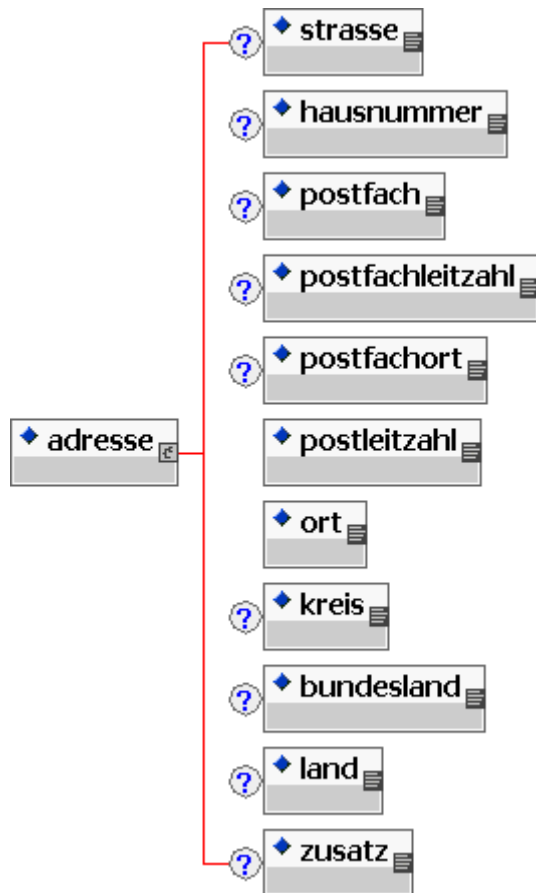 ? strasse
? hausnummer
? postfach
? postfachleitzahl
? postfachort
adresse
postleitzahl
ort
? kreis
? bundesland
? land
? zusatz